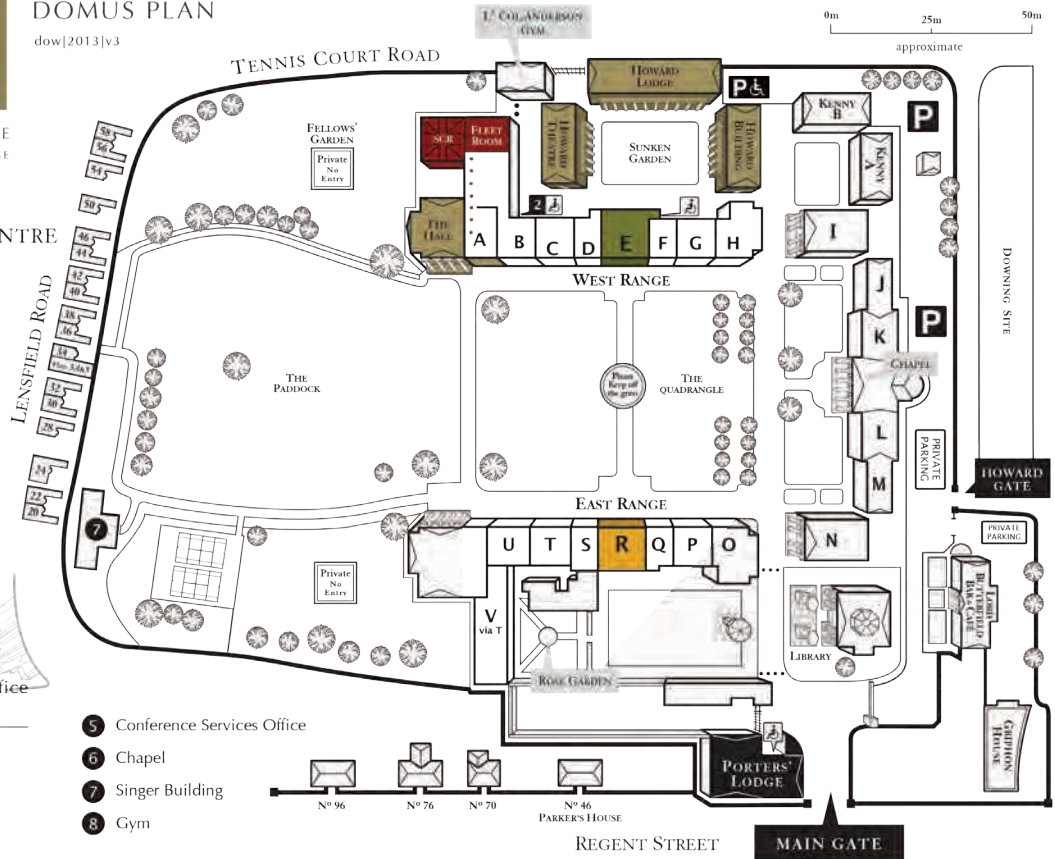 DOMUS PLAN
dow|2013|v3
1st COL.ANDERSON
GYM
0m
25m
50m
approximate
TENNIS COURT ROAD
HOWARD
LODGE
P
KENNY
B
P
E
FELLOWS'
GARDEN
Private
No
Entry
SCR
FLEET
ROOM
HOWARD
THEATRE
SUNKEN
GARDEN
HOWARD
BUILDING
KENNY
A
58
56
54
50
46
44
42
40
38
36
34
32
30
28
24
22
20
NTRE
LENSFIELD ROAD
THE
HALL
2
A
B
C
D
E
F
G
H
I
WEST RANGE
J
K
P
DOWNING SITE
CHAPEL
THE
PADDOCK
Please
Keep off
the grass
THE
QUADRANGLE
L
M
PRIVATE
PARKING
HOWARD
GATE
EAST RANGE
7
U
T
S
R
Q
P
O
N
PRIVATE
PARKING
Private
No
Entry
V
via T
LORD
BUTTERFIELD
BAR+CAFÉ
LIBRARY
ROSE GARDEN
ffice
5 Conference Services Office
6 Chapel
7 Singer Building
8 Gym
PORTERS'
LODGE
GRIPHON
HOUSE
Nº 96
Nº 76
Nº 70
Nº 46
PARKER'S HOUSE
REGENT STREET
MAIN GATE